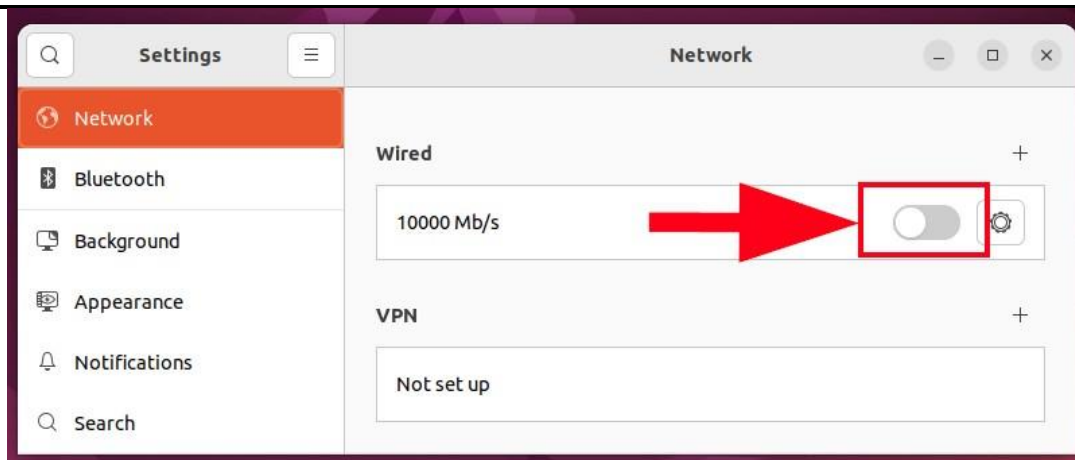 Settings
Network
Network
Bluetooth
Background
Appearance
Notifications
Search
Wired
10000 Mb/s
VPN
Not set up